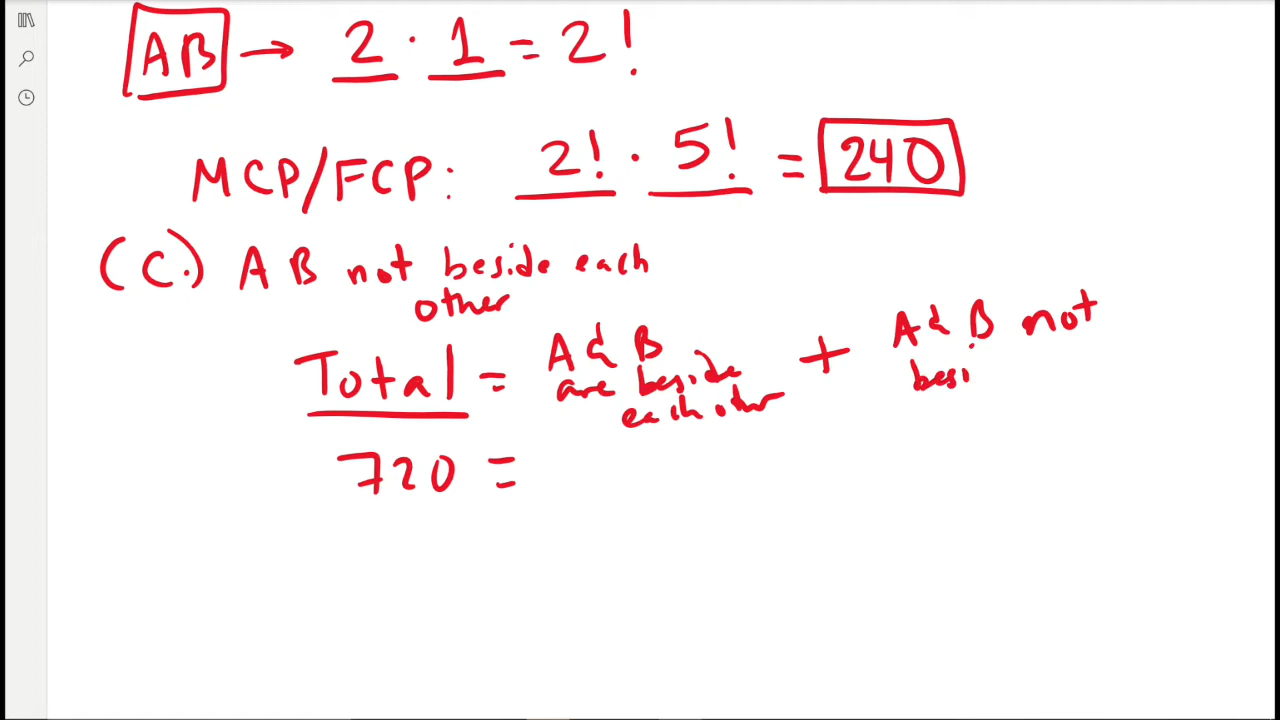 AB → 2 · 1 = 2!
MCP/FCP: 2! · 5! = 240
(C.) A B not beside each
other
Total = A & B are beside each other + A & B not besi
720 =